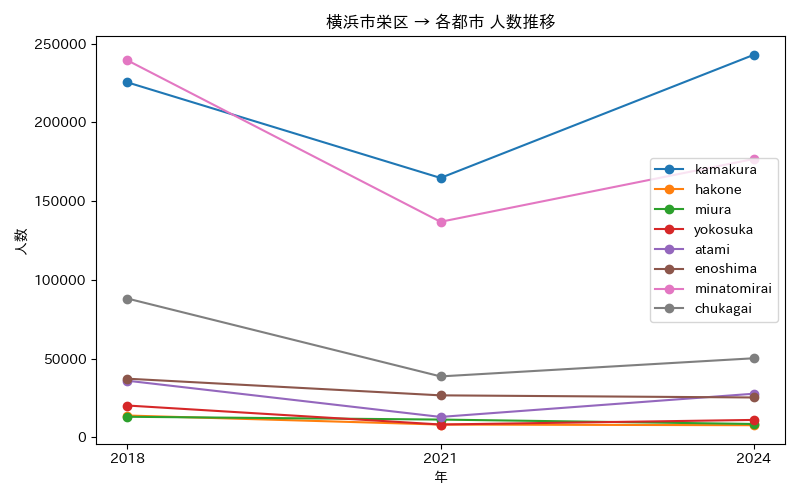 横浜市栄区 → 各都市 人数推移
250000
200000
150000
100000
50000
0
人数
2018
2021
2024
年
kamakura
hakone
miura
yokosuka
atami
enoshima
minatomirai
chukagai